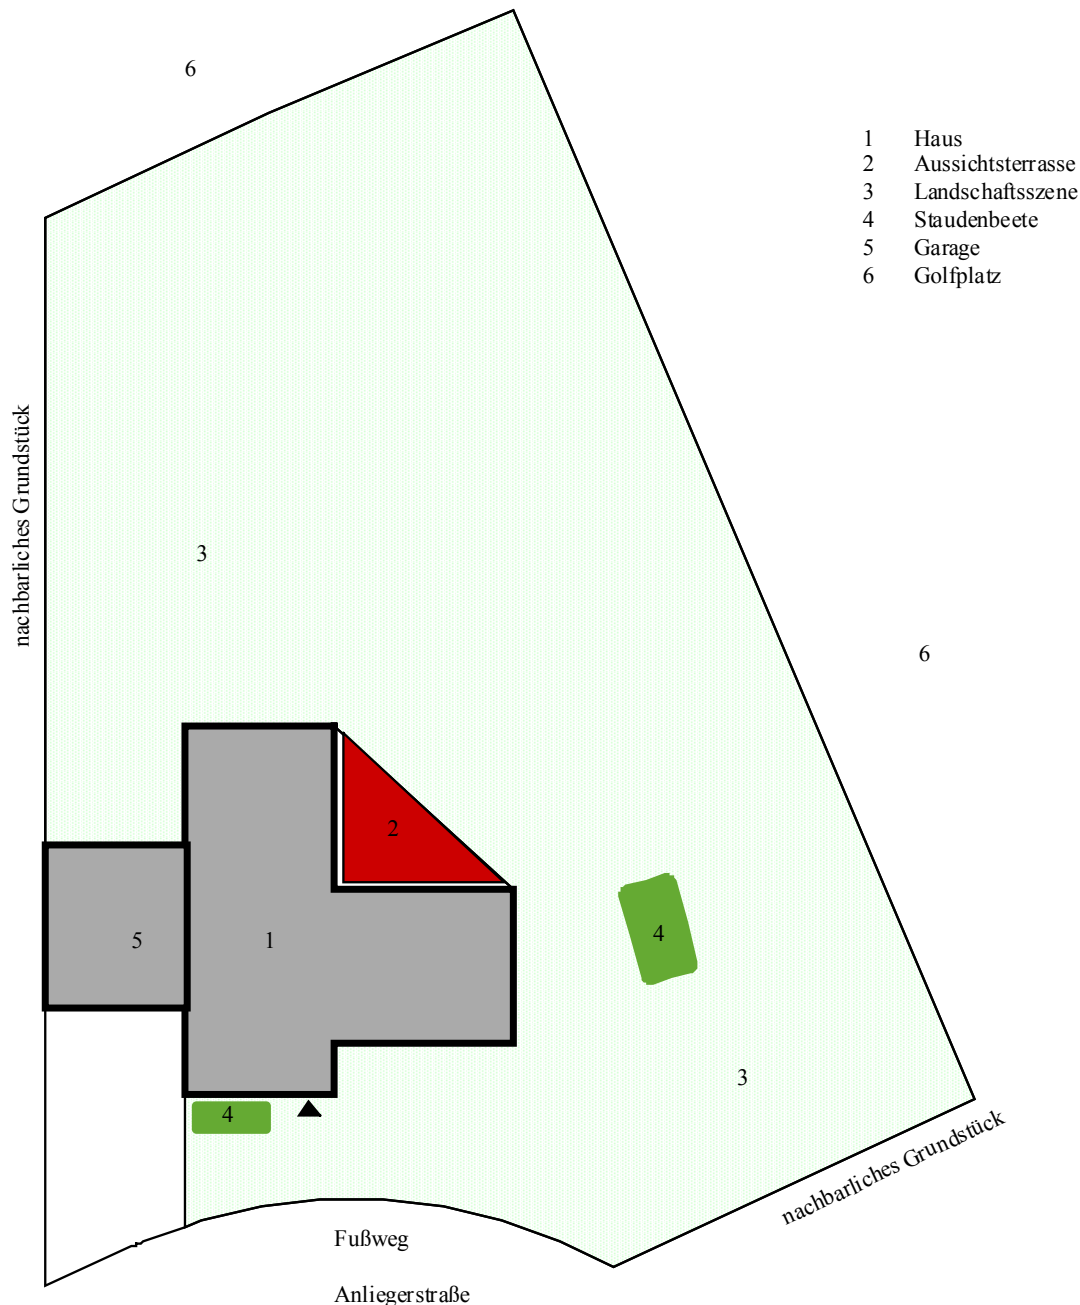 6
1 Haus
2 Aussichtsterrasse
3 Landschaftsszene
4 Staudenbeete
5 Garage
6 Golfplatz
nachbarliches Grundstück
3
6
2
4
5
1
3
4
nachbarliches Grundstück
Fußweg
Anliegerstraße